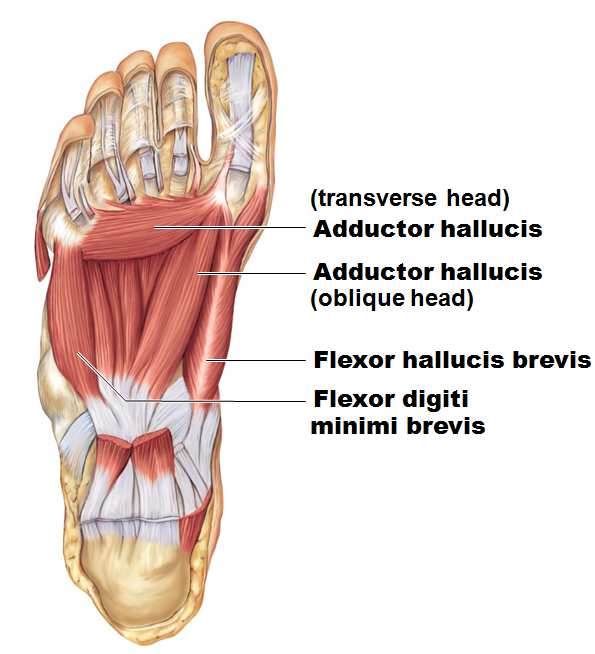 (transverse head)
Adductor hallucis
Adductor hallucis
(oblique head)
Flexor hallucis brevis
Flexor digiti
minimi brevis